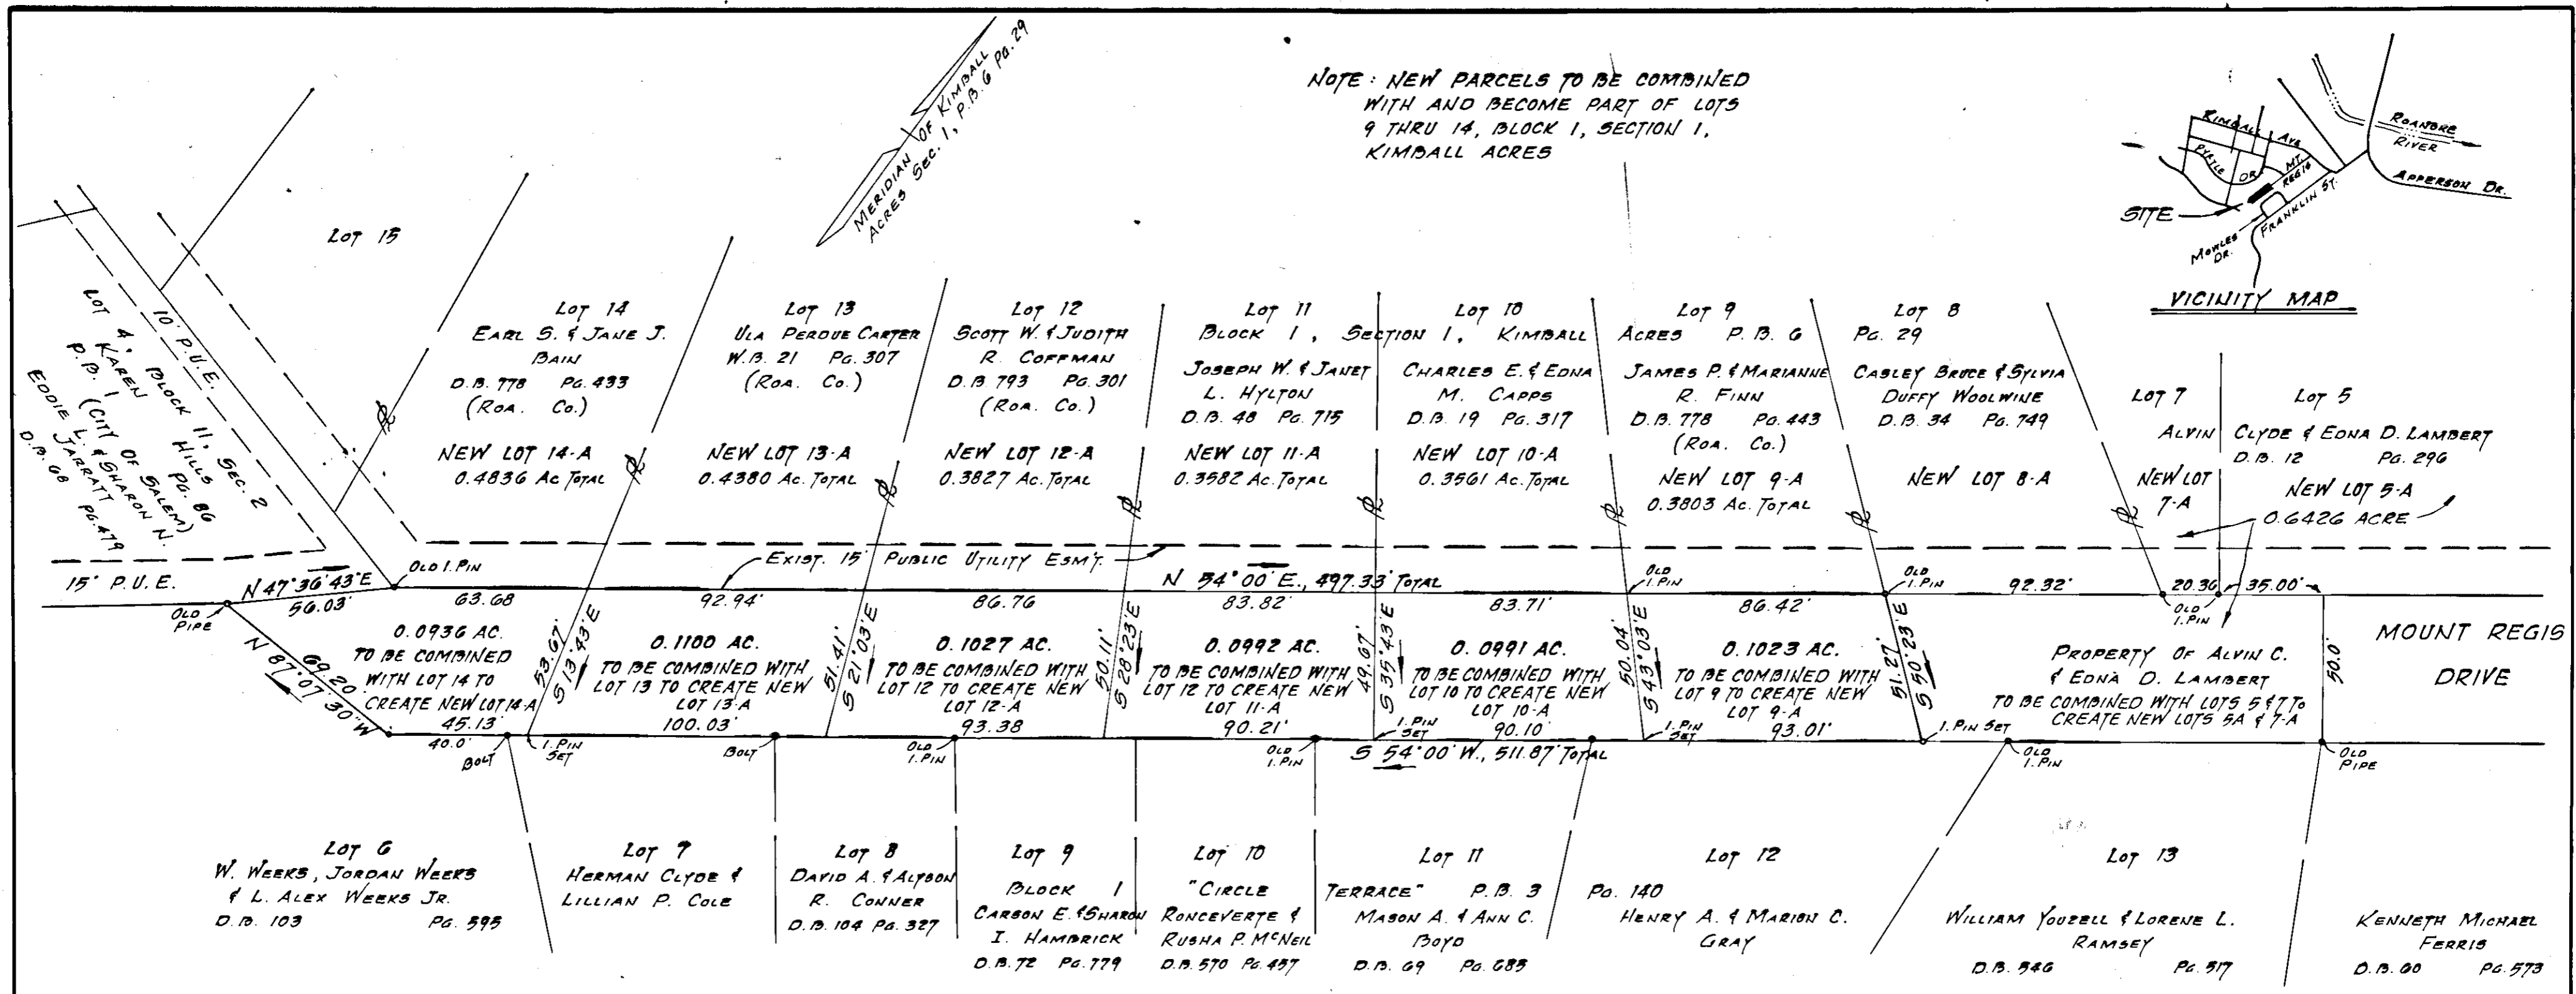 NOTE: NEW PARCELS TO BE COMBINED
WITH AND BECOME PART OF LOTS
9 THRU 14, BLOCK 1, SECTION 1,
KIMBALL ACRES
MERIDIAN OF KIMBALL
ACRES SEC. 1, P.B. 6 PG. 29
KIMBALL AVE
PYRTLE DR.
MT. REGIS
FRANKLIN ST.
MOWLES
DR.
ROANOKE
RIVER
APPERSON DR.
SITE
VICINITY MAP
LOT 15
10' P.U.E.
LOT 4, BLOCK 11, SEC. 2
KAREN HILLS
P.B. 1 PG. 86
(CITY OF SALEM)
EDDIE L. & SHARON N.
JARRATT
D.B. 68 PG. 479
LOT 14
EARL S. & JANE J.
BAIN
D.B. 778 PG. 433
(ROA. CO.)
NEW LOT 14-A
0.4836 AC. TOTAL
LOT 13
ULA PERDUE CARTER
W.B. 21 PG. 307
(ROA. CO.)
NEW LOT 13-A
0.4380 AC. TOTAL
LOT 12
SCOTT W. & JUDITH
R. COFFMAN
D.B. 793 PG. 301
(ROA. CO.)
NEW LOT 12-A
0.3827 AC. TOTAL
LOT 11
BLOCK 1, SECTION 1, KIMBALL ACRES P.B. 6 PG. 29
JOSEPH W. & JANET
L. HYLTON
D.B. 48 PG. 715
NEW LOT 11-A
0.3582 AC. TOTAL
LOT 10
CHARLES E. & EDNA
M. CAPPS
D.B. 19 PG. 317
NEW LOT 10-A
0.3561 AC. TOTAL
LOT 9
JAMES P. & MARIANNE
R. FINN
D.B. 778 PG. 443
(ROA. CO.)
NEW LOT 9-A
0.3803 AC. TOTAL
LOT 8
CASLEY BRUCE & SYLVIA
DUFFY WOOLWINE
D.B. 34 PG. 749
NEW LOT 8-A
LOT 7
LOT 5
ALVIN CLYDE & EDNA D. LAMBERT
D.B. 12 PG. 296
NEW LOT
7-A
NEW LOT 5-A
0.6426 ACRE
EXIST. 15' PUBLIC UTILITY ESM'T.
15' P.U.E.
N 47°36'43"E
56.03'
OLD I. PIN
OLD
PIPE
N 54°00' E., 497.33' TOTAL
63.68
92.94'
86.76
83.82'
83.71'
86.42'
92.32'
20.36
35.00'
OLD
I. PIN
OLD
I. PIN
OLD
I. PIN
N 87°07'30"W
69.20'
0.0936 AC.
TO BE COMBINED
WITH LOT 14 TO
CREATE NEW LOT 14-A
45.13'
40.0'
53.67'
S 13°43'E
0.1100 AC.
TO BE COMBINED WITH
LOT 13 TO CREATE NEW
LOT 13-A
100.03'
51.41'
S 21°03'E
0.1027 AC.
TO BE COMBINED WITH
LOT 12 TO CREATE NEW
LOT 12-A
93.38
50.11'
S 28°23'E
0.0992 AC.
TO BE COMBINED WITH
LOT 12 TO CREATE NEW
LOT 11-A
90.21'
49.67'
S 35°43'E
0.0991 AC.
TO BE COMBINED WITH
LOT 10 TO CREATE NEW
LOT 10-A
90.10'
50.04'
S 43°03'E
0.1023 AC.
TO BE COMBINED WITH
LOT 9 TO CREATE NEW
LOT 9-A
93.01'
51.27'
S 50°23'E
PROPERTY OF ALVIN C.
& EDNA D. LAMBERT
TO BE COMBINED WITH LOTS 5 & 7 TO
CREATE NEW LOTS 5A & 7-A
50.0'
MOUNT REGIS
DRIVE
BOLT
I. PIN
SET
BOLT
OLD
I. PIN
OLD
I. PIN
I. PIN
SET
S 54°00' W., 511.87' TOTAL
I. PIN
SET
I. PIN SET
OLD
I. PIN
OLD
PIPE
LOT 6
W. WEEKS, JORDAN WEEKS
& L. ALEX WEEKS JR.
D.B. 103 PG. 595
LOT 7
HERMAN CLYDE &
LILLIAN P. COLE
LOT 8
DAVID A. & ALYSON
R. CONNER
D.B. 104 PG. 327
LOT 9
BLOCK 1 "CIRCLE TERRACE" P.B. 3 PG. 140
CARSON E. & SHARON
I. HAMBRICK
D.B. 72 PG. 779
LOT 10
RONCEVERTE &
RUSHA P. McNEIL
D.B. 570 PG. 457
LOT 11
MASON A. & ANN C.
BOYD
D.B. 69 PG. 685
LOT 12
HENRY A. & MARION C.
GRAY
LOT 13
WILLIAM YOUZELL & LORENE L.
RAMSEY
D.B. 546 PG. 517
KENNETH MICHAEL
FERRIS
D.B. 60 PG. 573